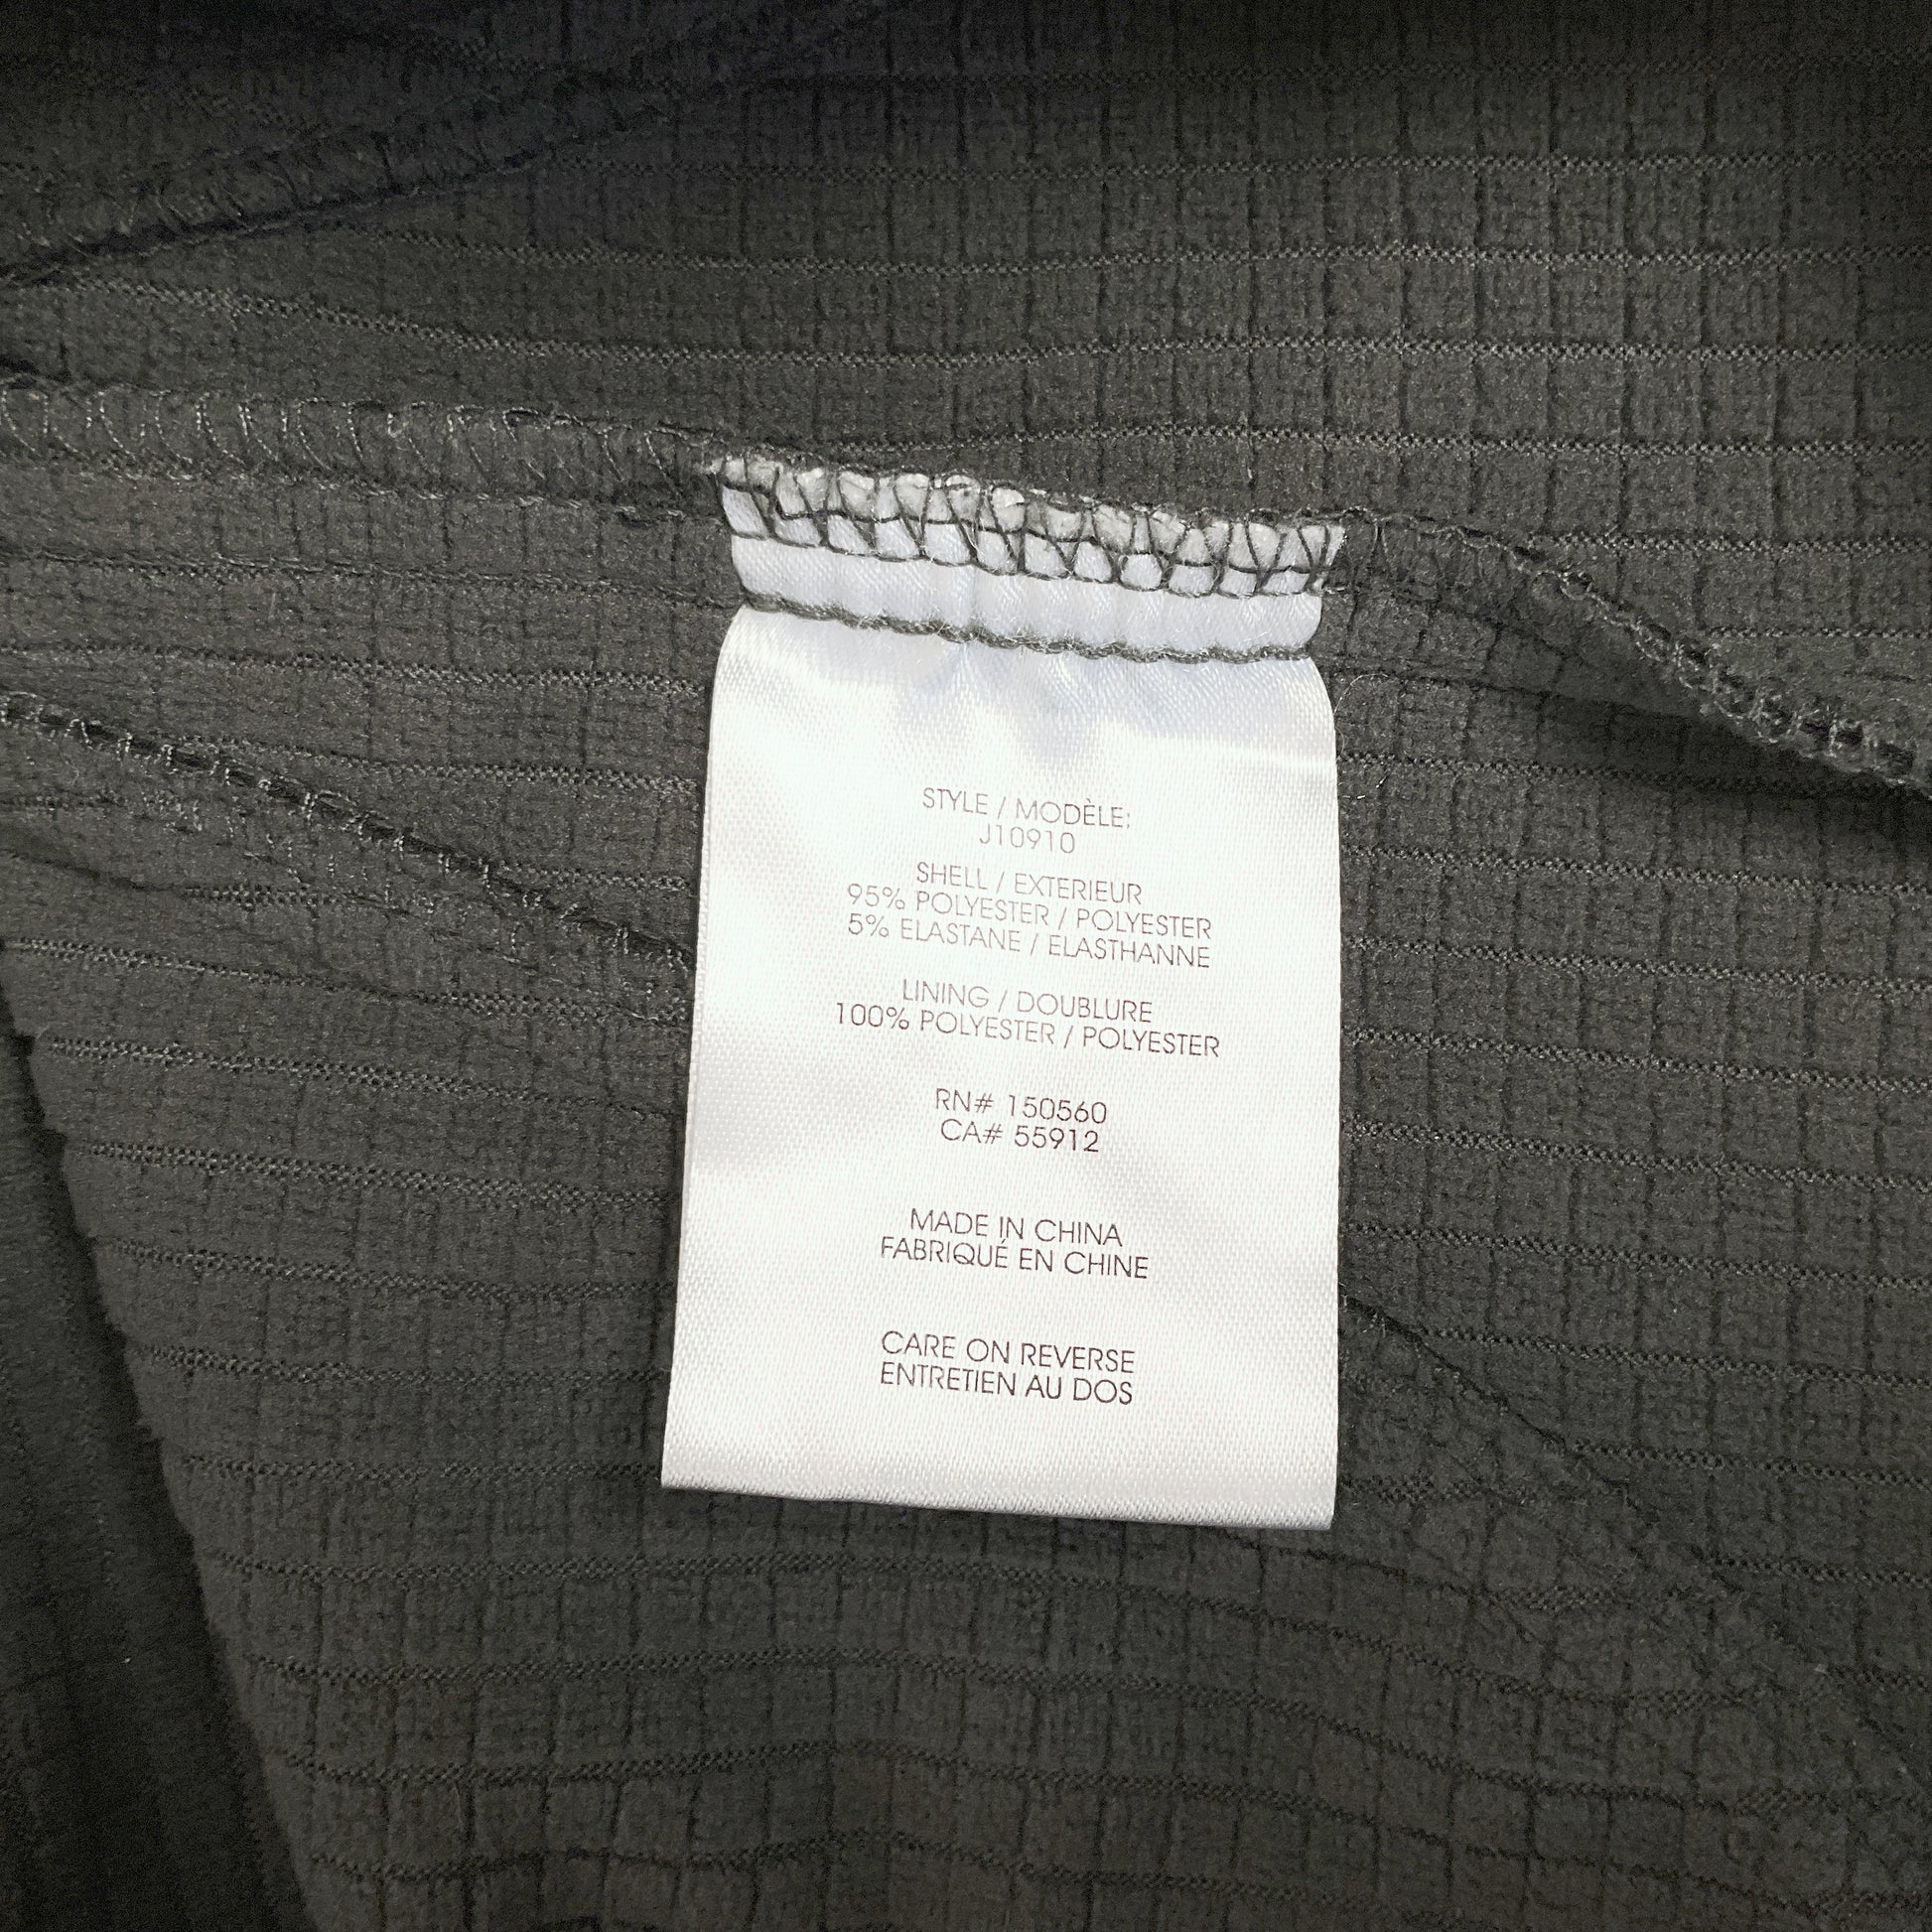 STYLE / MODÈLE:
J10910
SHELL / EXTERIEUR
95% POLYESTER / POLYESTER
5% ELASTANE / ELASTHANNE
LINING / DOUBLURE
100% POLYESTER / POLYESTER
RN# 150560
CA# 55912
MADE IN CHINA
FABRIQUÉ EN CHINE
CARE ON REVERSE
ENTRETIEN AU DOS